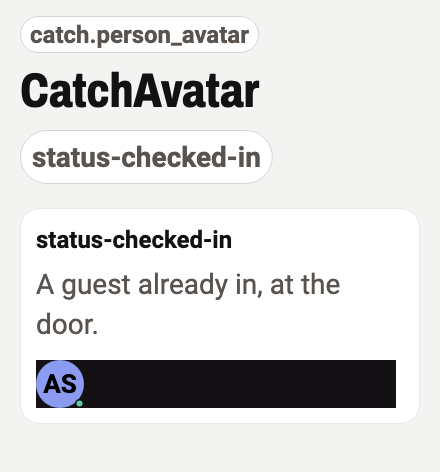 catch.person_avatar
CatchAvatar
status-checked-in
status-checked-in
A guest already in, at the
door.
AS